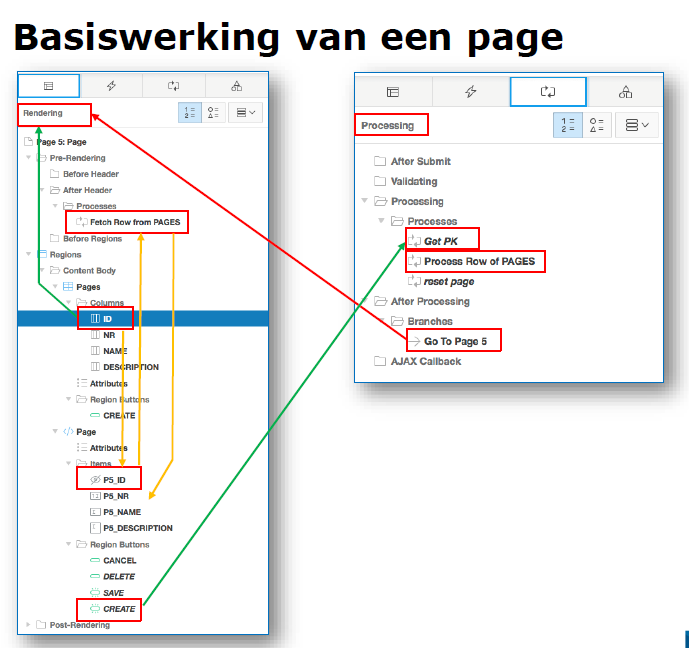 Basiswerking van een page
Rendering
Page 5: Page
Pre-Rendering
Before Header
After Header
Processes
Fetch Row from PAGES
Before Regions
Regions
Content Body
Pages
Columns
ID
NR
NAME
DESCRIPTION
Attributes
Region Buttons
CREATE
Page
Attributes
Items
P5_ID
P5_NR
P5_NAME
P5_DESCRIPTION
Region Buttons
CANCEL
DELETE
SAVE
CREATE
Post-Rendering
Processing
After Submit
Validating
Processing
Processes
Get PK
Process Row of PAGES
reset page
After Processing
Branches
Go To Page 5
AJAX Callback